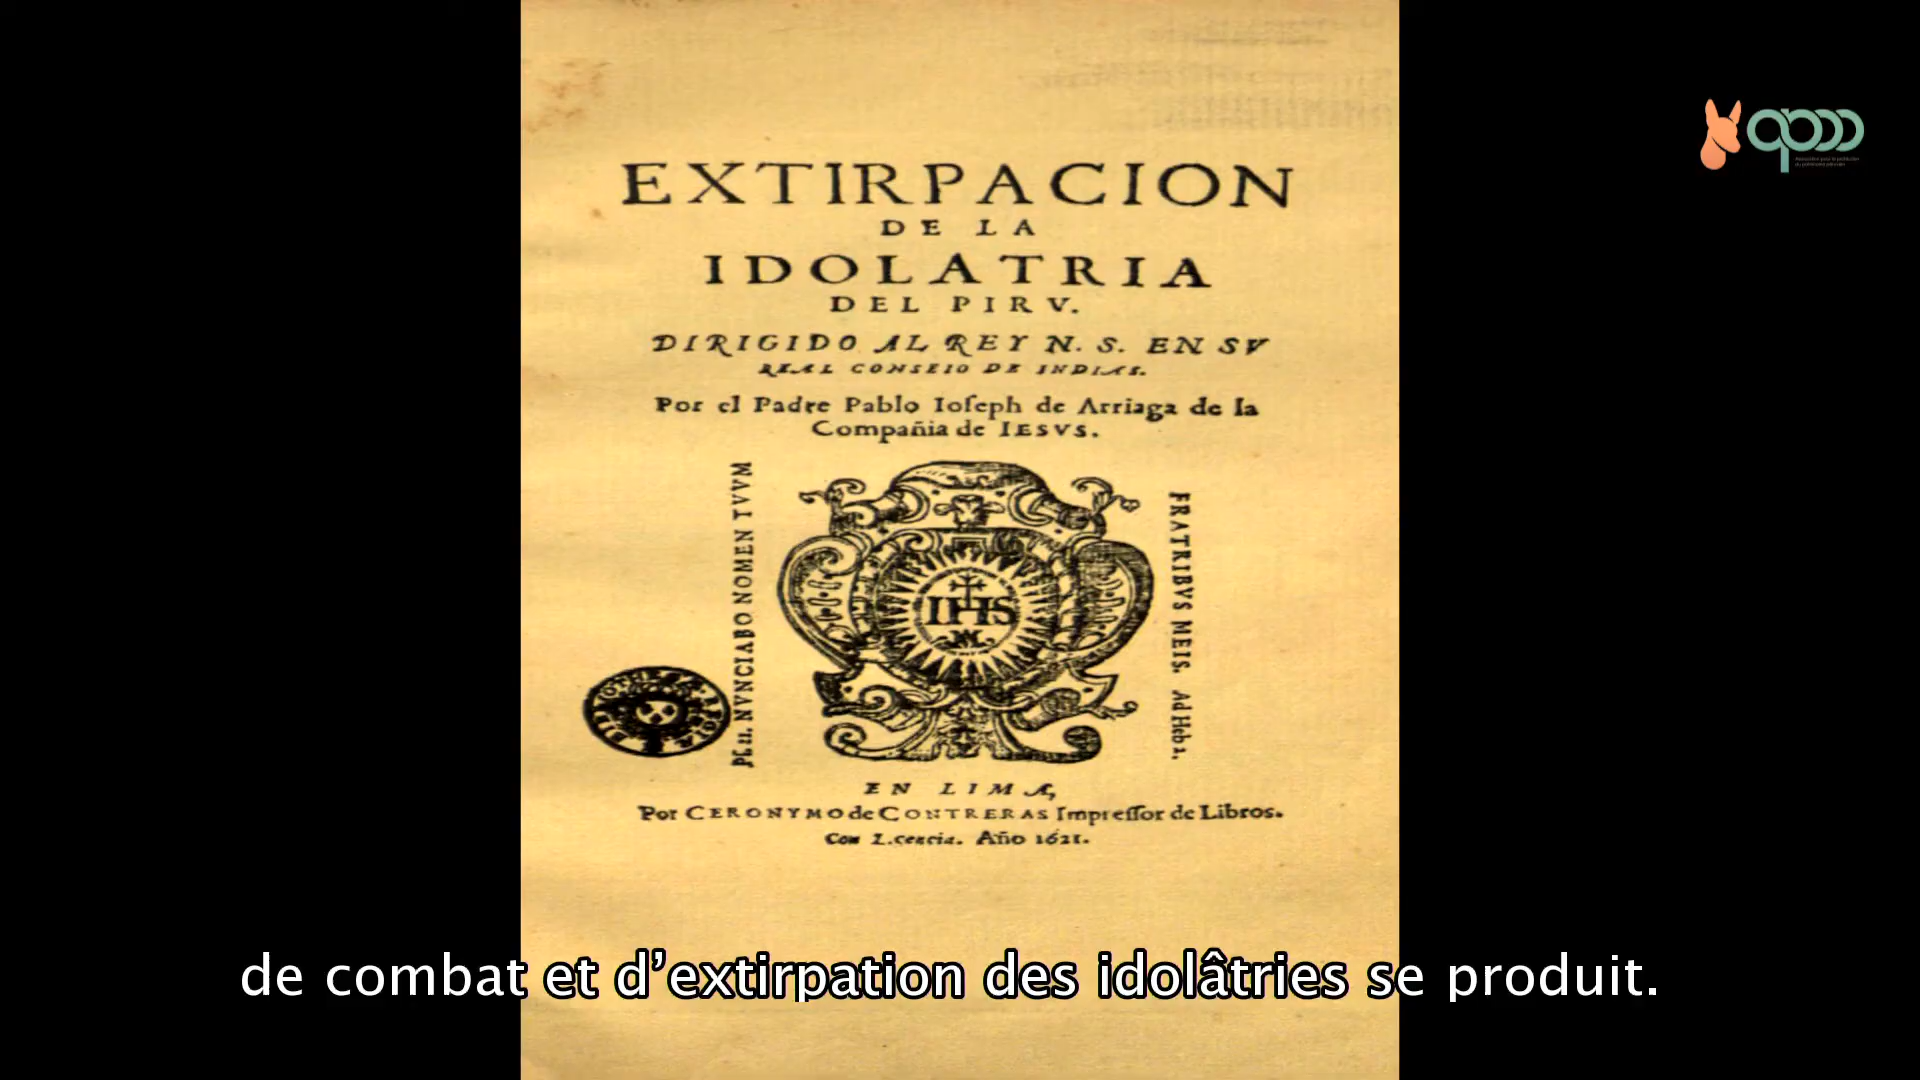 EXTIRPACION
DE LA
IDOLATRIA
DEL PIRV.
DIRIGIDO AL REY N. S. EN SV
REAL CONSEIO DE INDIAS.
Por el Padre Pablo Ioseph de Arriaga de la
Compañia de IESVS.
Ps. 21. NVNCIABO NOMEN TVVM
FRATRIBVS MEIS. Ad Heb 2.
IHS
EN LIMA,
Por GERONYMO de CONTRERAS Impressor de Libros.
Con Licencia. Año 1621.
de combat et d’extirpation des idolâtries se produit.